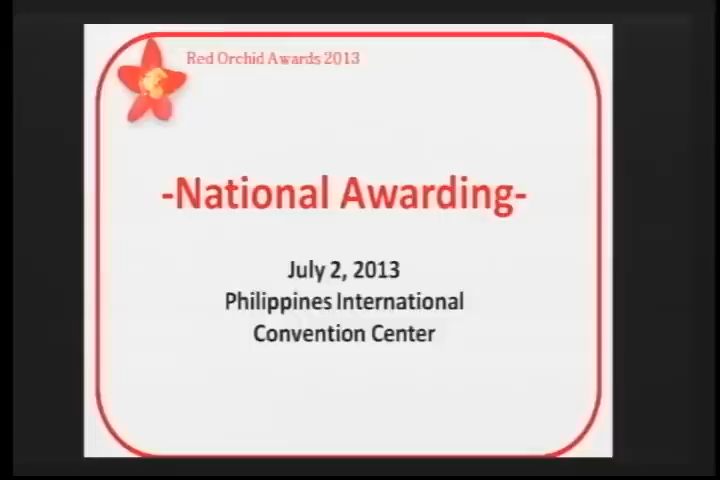 Red Orchid Awards 2013
-National Awarding-
July 2, 2013
Philippines International
Convention Center